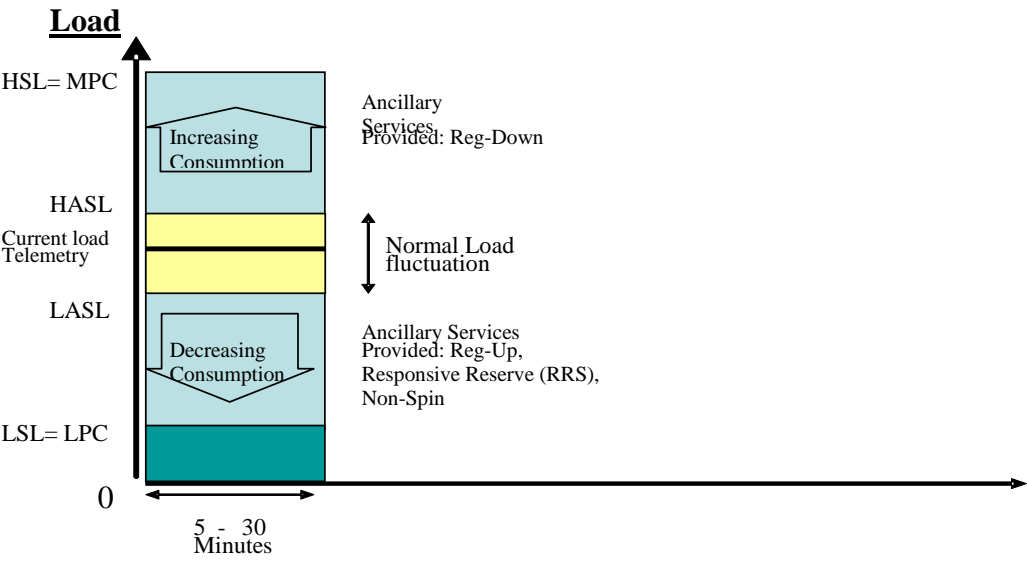 Load
HSL= MPC
Ancillary
Services
Provided: Reg-Down
Increasing
Consumption
HASL
Current load
Telemetry
Normal Load
fluctuation
LASL
Ancillary Services
Provided: Reg-Up,
Responsive Reserve (RRS),
Non-Spin
Decreasing
Consumption
LSL= LPC
0
5 - 30
Minutes